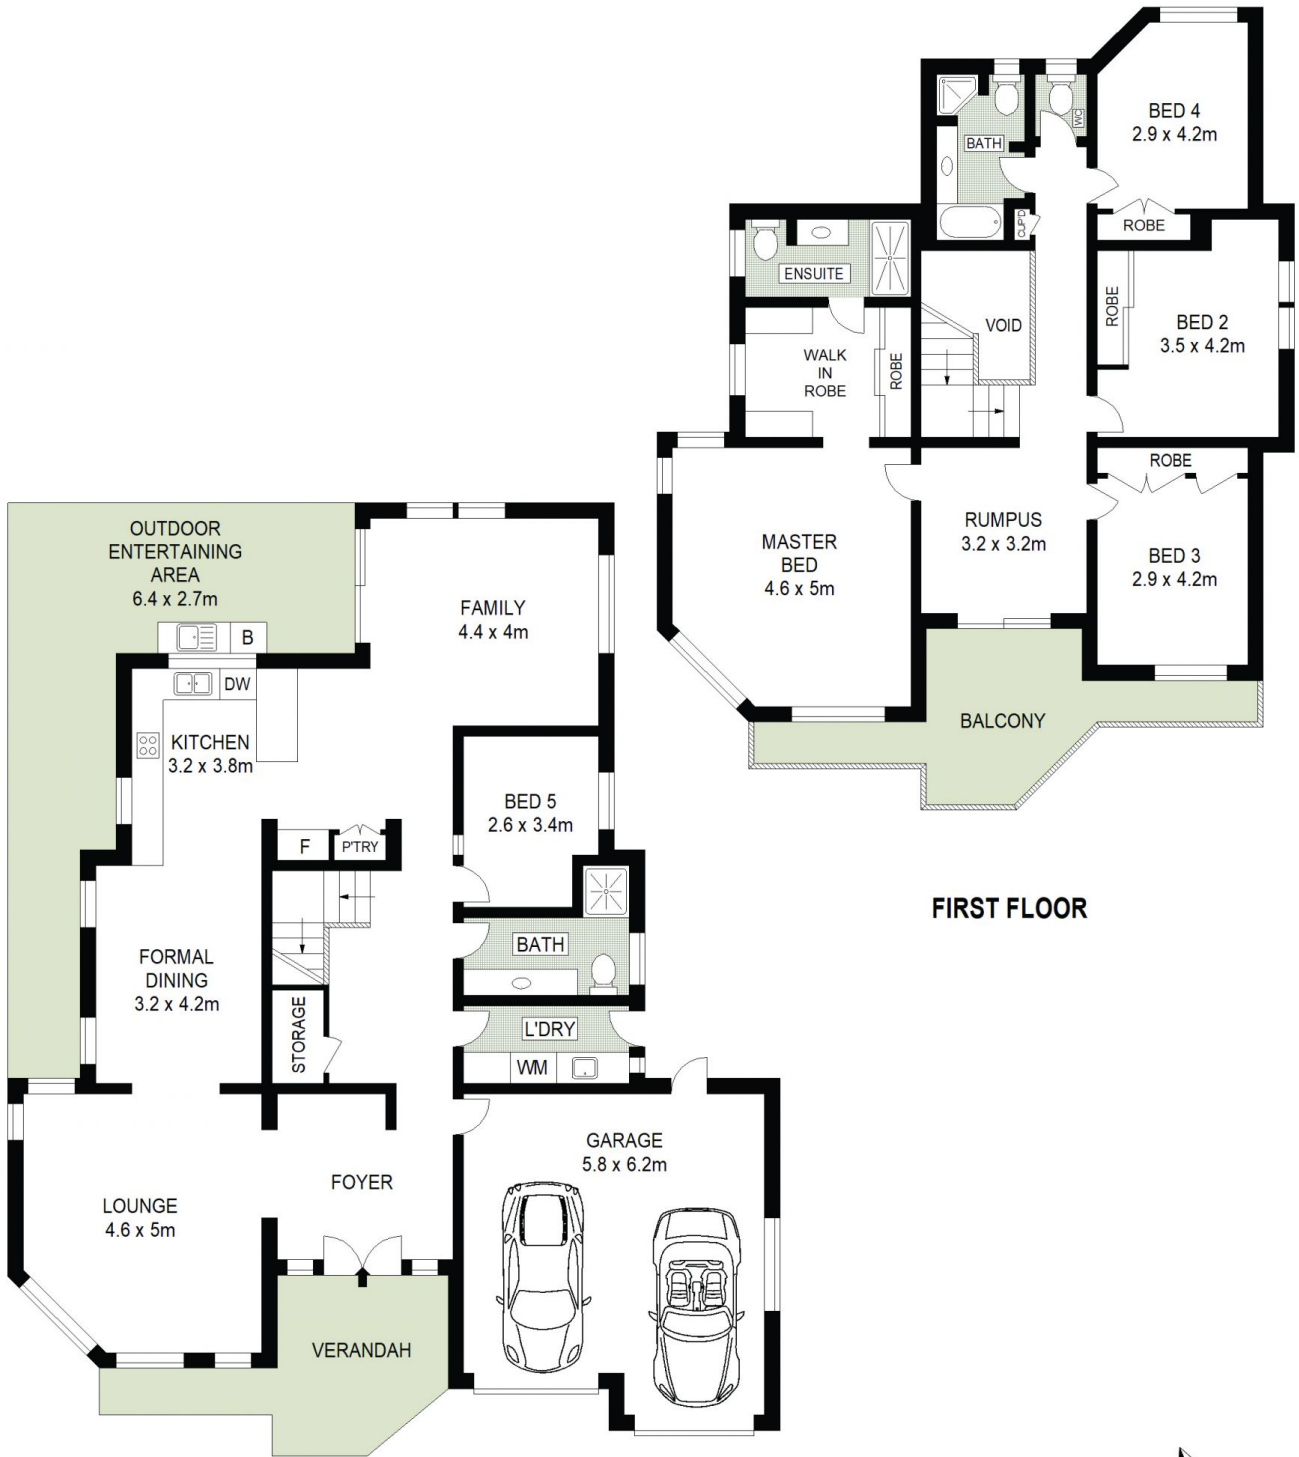 BED 4
2.9 x 4.2m
WC
BATH
ROBE
CUP'D
ENSUITE
ROBE
BED 2
3.5 x 4.2m
VOID
WALK
IN
ROBE
ROBE
ROBE
RUMPUS
3.2 x 3.2m
MASTER
BED
4.6 x 5m
BED 3
2.9 x 4.2m
BALCONY
FIRST FLOOR
OUTDOOR
ENTERTAINING
AREA
6.4 x 2.7m
B
FAMILY
4.4 x 4m
DW
KITCHEN
3.2 x 3.8m
BED 5
2.6 x 3.4m
F
P'TRY
BATH
FORMAL
DINING
3.2 x 4.2m
STORAGE
L'DRY
WM
GARAGE
5.8 x 6.2m
FOYER
LOUNGE
4.6 x 5m
VERANDAH